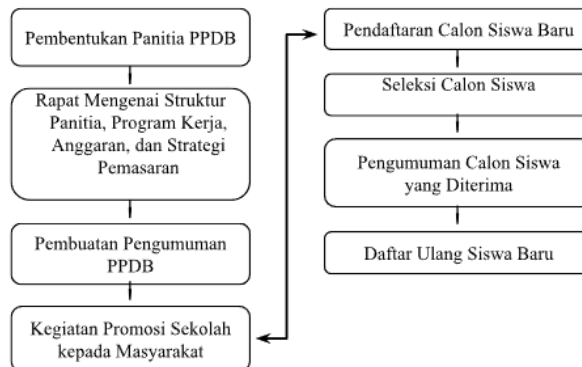 Pembentukan Panitia PPDB
Rapat Mengenai Struktur
Panitia, Program Kerja,
Anggaran, dan Strategi
Pemasaran
Pembuatan Pengumuman
PPDB
Kegiatan Promosi Sekolah
kepada Masyarakat
Pendaftaran Calon Siswa Baru
Seleksi Calon Siswa
Pengumuman Calon Siswa
yang Diterima
Daftar Ulang Siswa Baru